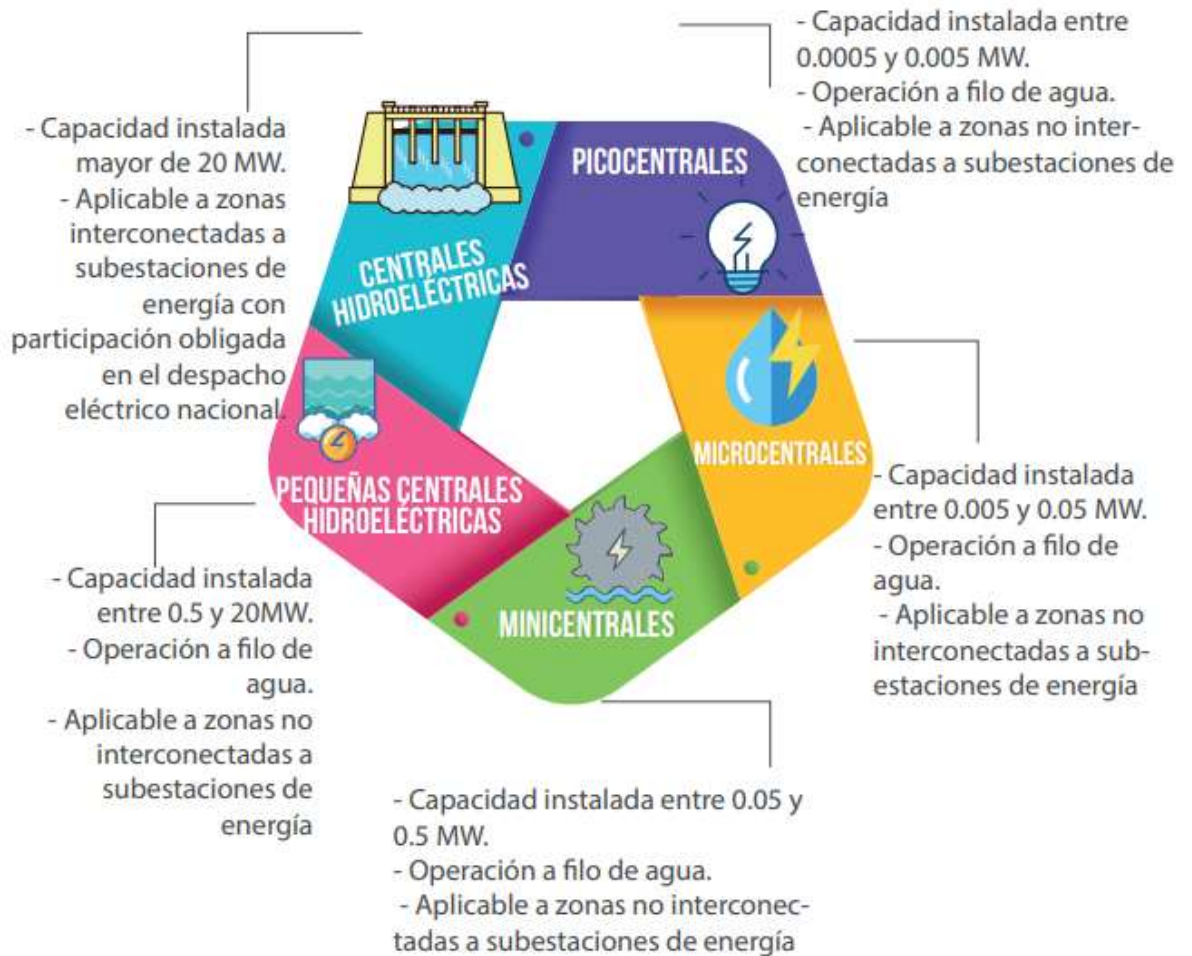 - Capacidad instalada
mayor de 20 MW.
- Aplicable a zonas
interconectadas a
subestaciones de
energía con
participación obligada
en el despacho
eléctrico nacional.
CENTRALES
HIDROELÉCTRICAS
PICOCENTRALES
- Capacidad instalada entre
0.0005 y 0.005 MW.
- Operación a filo de agua.
- Aplicable a zonas no inter-
conectadas a subestaciones de
energía
MICROCENTRALES
- Capacidad instalada
entre 0.005 y 0.05 MW.
- Operación a filo de
agua.
- Aplicable a zonas no
interconectadas a sub-
estaciones de energía
MINICENTRALES
- Capacidad instalada entre 0.05 y
0.5 MW.
- Operación a filo de agua.
- Aplicable a zonas no interconec-
tadas a subestaciones de energía
PEQUEÑAS CENTRALES
HIDROELÉCTRICAS
- Capacidad instalada
entre 0.5 y 20MW.
- Operación a filo de
agua.
- Aplicable a zonas no
interconectadas a
subestaciones de
energía